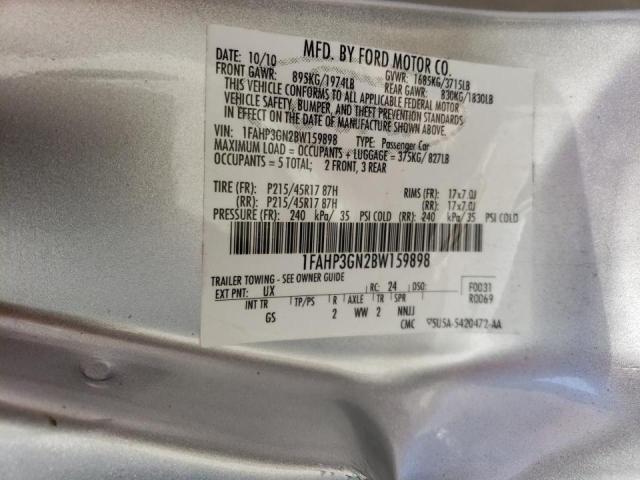 MFD. BY FORD MOTOR CO.
DATE: 10/10 GVWR: 1685KG/3715LB
FRONT GAWR: 895KG/1974LB REAR GAWR: 830KG/1830LB
THIS VEHICLE CONFORMS TO ALL APPLICABLE FEDERAL MOTOR
VEHICLE SAFETY, BUMPER, AND THEFT PREVENTION STANDARDS
IN EFFECT ON THE DATE OF MANUFACTURE SHOWN ABOVE.
VIN: 1FAHP3GN2BW159898 TYPE: Passenger Car
MAXIMUM LOAD = OCCUPANTS + LUGGAGE = 375KG/827LB
OCCUPANTS = 5 TOTAL; 2 FRONT, 3 REAR
TIRE (FR): P215/45R17 87H RIMS (FR): 17x7.0J
(RR): P215/45R17 87H (RR): 17x7.0J
PRESSURE (FR): 240 kPa/ 35 PSI COLD (RR): 240 kPa/ 35 PSI COLD
1FAHP3GN2BW159898
TRAILER TOWING - SEE OWNER GUIDE
EXT PNT: UX RC: 24 DSO: F0031
R0069
INT TR TP/PS R AXLE TR SPR
GS 2 WW 2 NNJJ
CMC 5U5A-5420472-AA